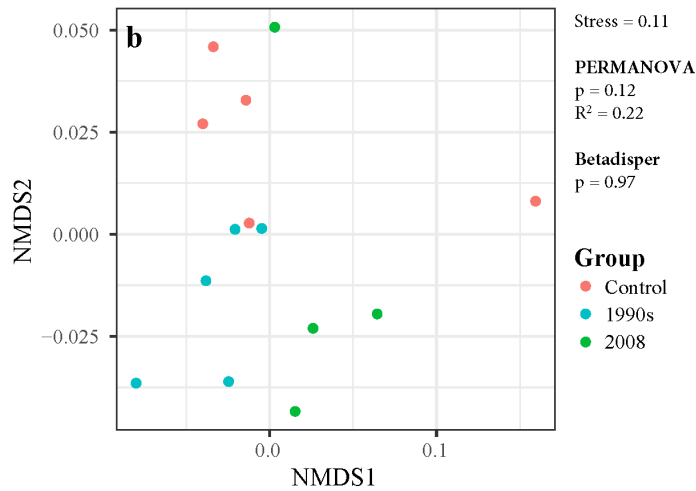 b
0.050
0.025
0.000
−0.025
NMDS2
0.0
0.1
NMDS1
Stress = 0.11
PERMANOVA
p = 0.12
R² = 0.22
Betadisper
p = 0.97
Group
Control
1990s
2008